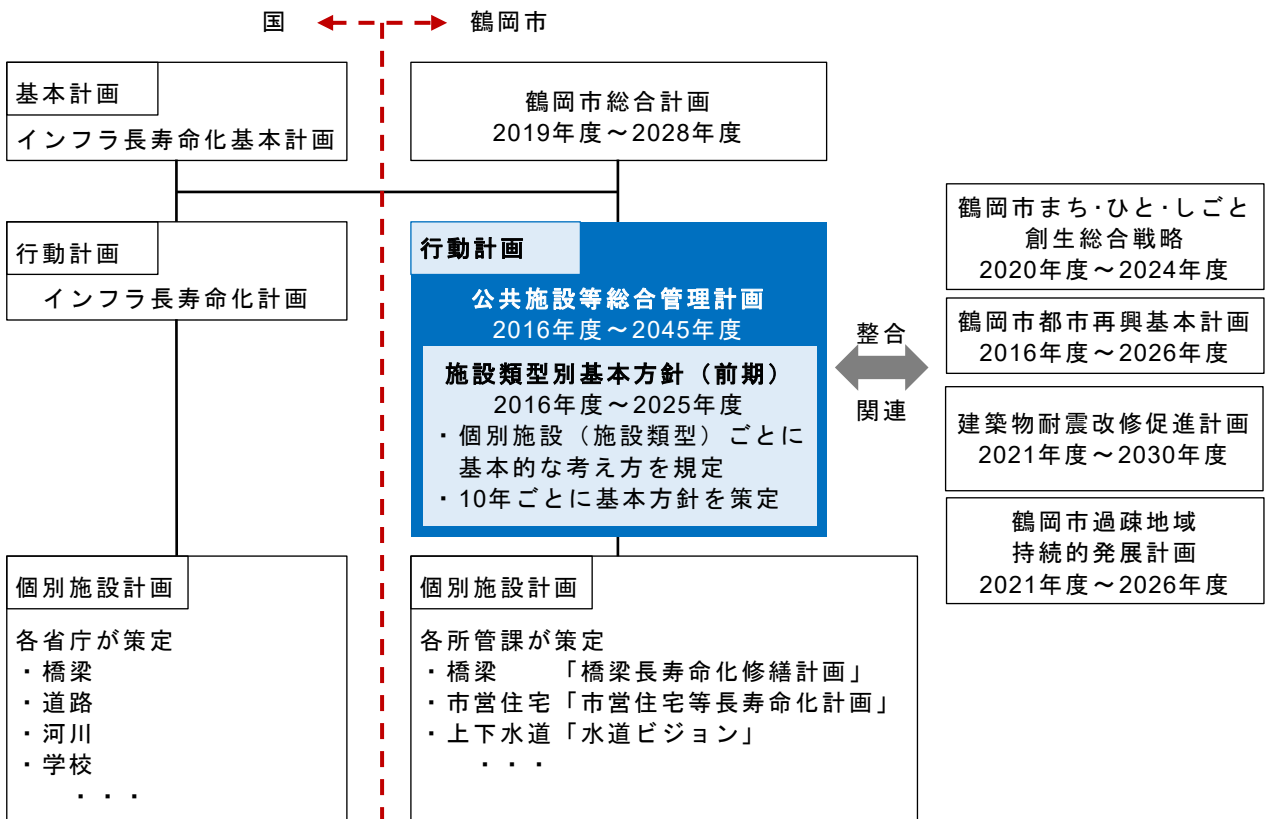 国
鶴岡市
基本計画
インフラ長寿命化基本計画
鶴岡市総合計画
2019年度～2028年度
行動計画
インフラ長寿命化計画
行動計画
公共施設等総合管理計画
2016年度～2045年度
施設類型別基本方針（前期）
2016年度～2025年度
・個別施設（施設類型）ごとに
基本的な考え方を規定
・10年ごとに基本方針を策定
整合
関連
鶴岡市まち・ひと・しごと
創生総合戦略
2020年度～2024年度
鶴岡市都市再興基本計画
2016年度～2026年度
建築物耐震改修促進計画
2021年度～2030年度
鶴岡市過疎地域
持続的発展計画
2021年度～2026年度
個別施設計画
各省庁が策定
・橋梁
・道路
・河川
・学校
・・・
個別施設計画
各所管課が策定
・橋梁　　「橋梁長寿命化修繕計画」
・市営住宅「市営住宅等長寿命化計画」
・上下水道「水道ビジョン」
・・・